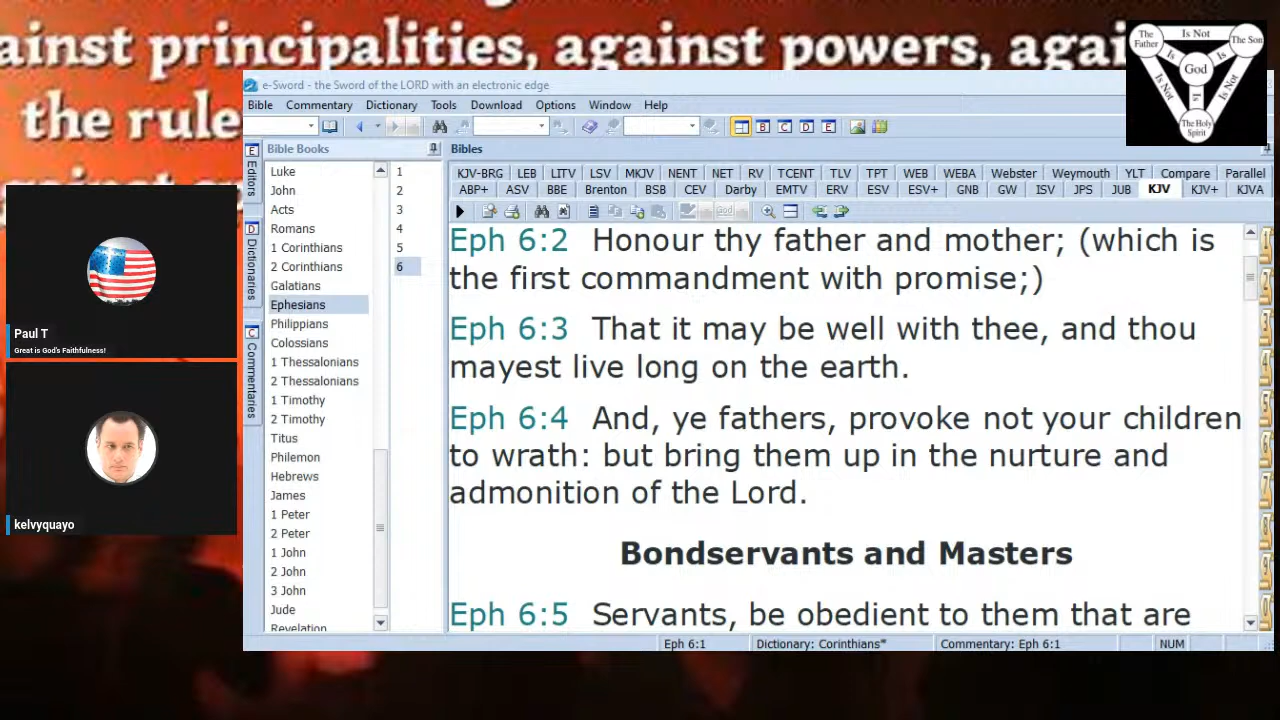 ainst principalities, against powers, agai
the rule
The Father
Is Not
The Son
Is
Is
God
Is Not
Is
Is Not
The Holy Spirit
e-Sword - the Sword of the LORD with an electronic edge
Bible Commentary Dictionary Tools Download Options Window Help
B C D E
Bible Books
Bibles
E Editors
D Dictionaries
C Commentaries
Luke 1
John 2
Acts 3
Romans 4
1 Corinthians 5
2 Corinthians 6
Galatians
Ephesians
Philippians
Colossians
1 Thessalonians
2 Thessalonians
1 Timothy
2 Timothy
Titus
Philemon
Hebrews
James
1 Peter
2 Peter
1 John
2 John
3 John
Jude
Revelation
KJV-BRG LEB LITV LSV MKJV NENT NET RV TCENT TLV TPT WEB WEBA Webster Weymouth YLT Compare Parallel
ABP+ ASV BBE Brenton BSB CEV Darby EMTV ERV ESV ESV+ GNB GW ISV JPS JUB KJV KJV+ KJVA
Eph 6:2 Honour thy father and mother; (which is
the first commandment with promise;)
Eph 6:3 That it may be well with thee, and thou
mayest live long on the earth.
Eph 6:4 And, ye fathers, provoke not your children
to wrath: but bring them up in the nurture and
admonition of the Lord.
Bondservants and Masters
Eph 6:5 Servants, be obedient to them that are
Eph 6:1 Dictionary: Corinthians* Commentary: Eph 6:1 NUM
Paul T
Great is God's Faithfulness!
kelvyquayo